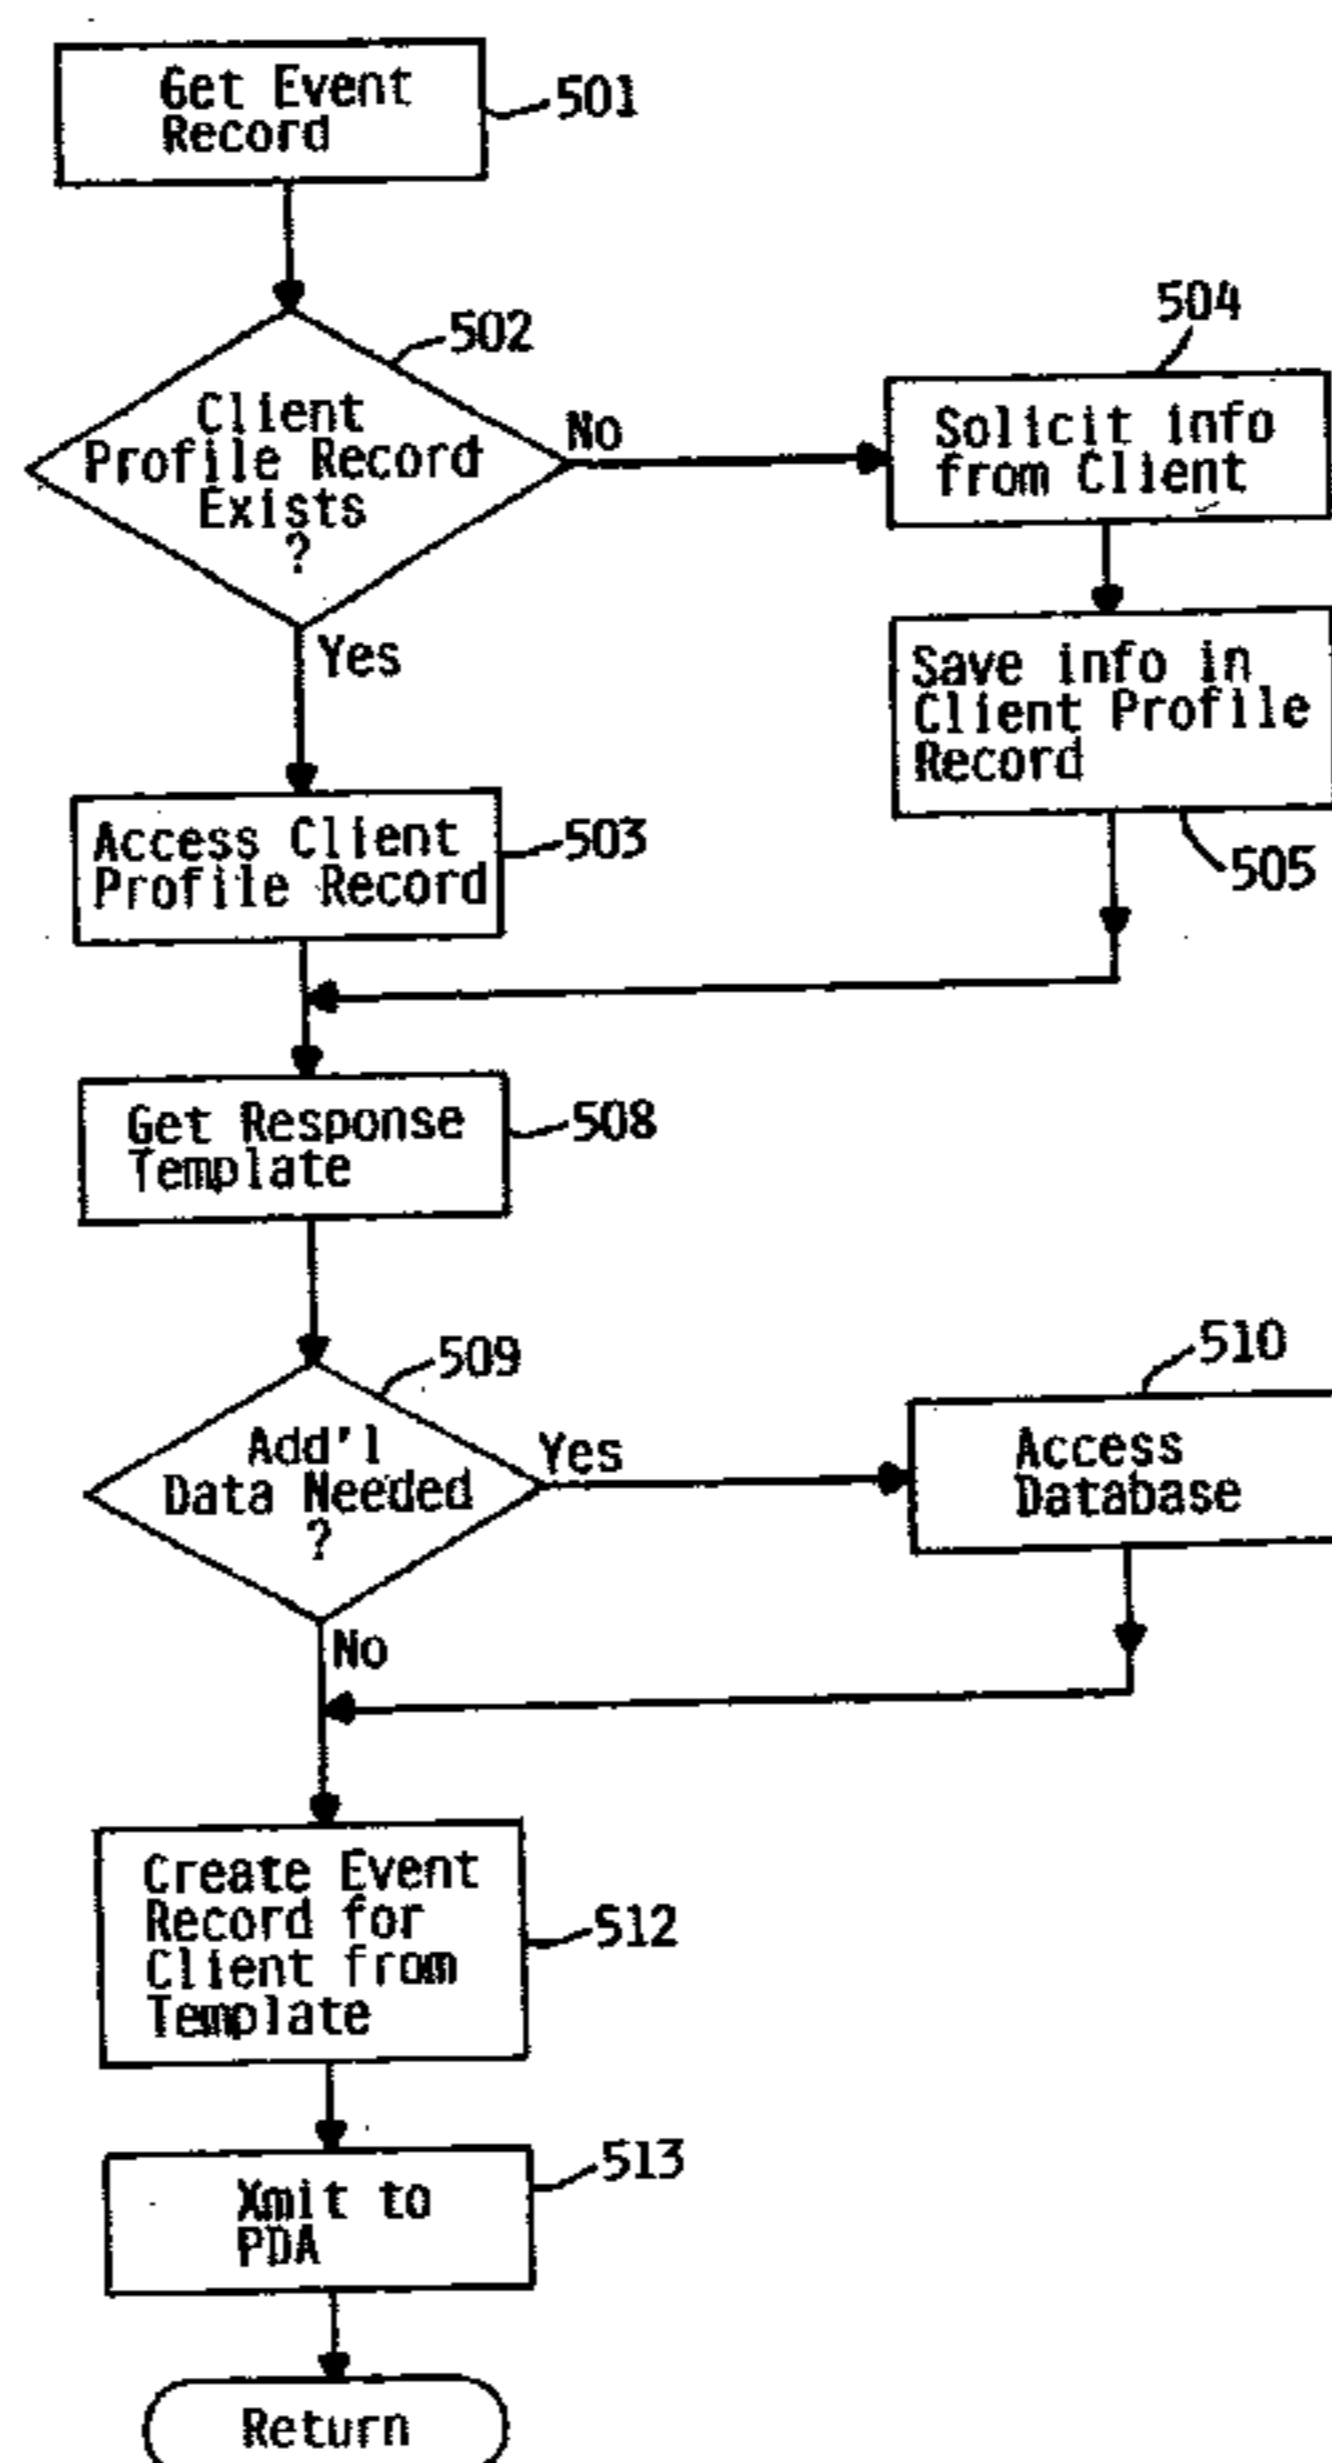 Get Event
Record
501
502
Client
Profile Record
Exists
?
No
Yes
504
Solicit info
from Client
Save info in
Client Profile
Record
505
Access Client
Profile Record
503
Get Response
Template
508
509
Add'l
Data Needed
?
Yes
No
510
Access
Database
Create Event
Record for
Client from
Template
512
Xmit to
PDA
513
Return